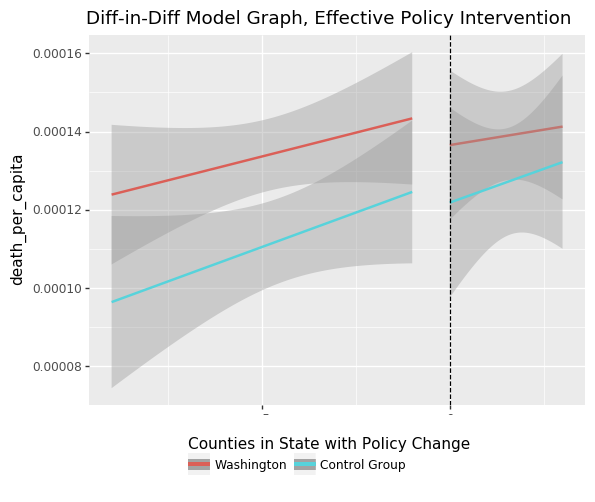 Diff-in-Diff Model Graph, Effective Policy Intervention
0.00016
0.00014
0.00012
0.00010
0.00008
death_per_capita
Counties in State with Policy Change
Washington Control Group